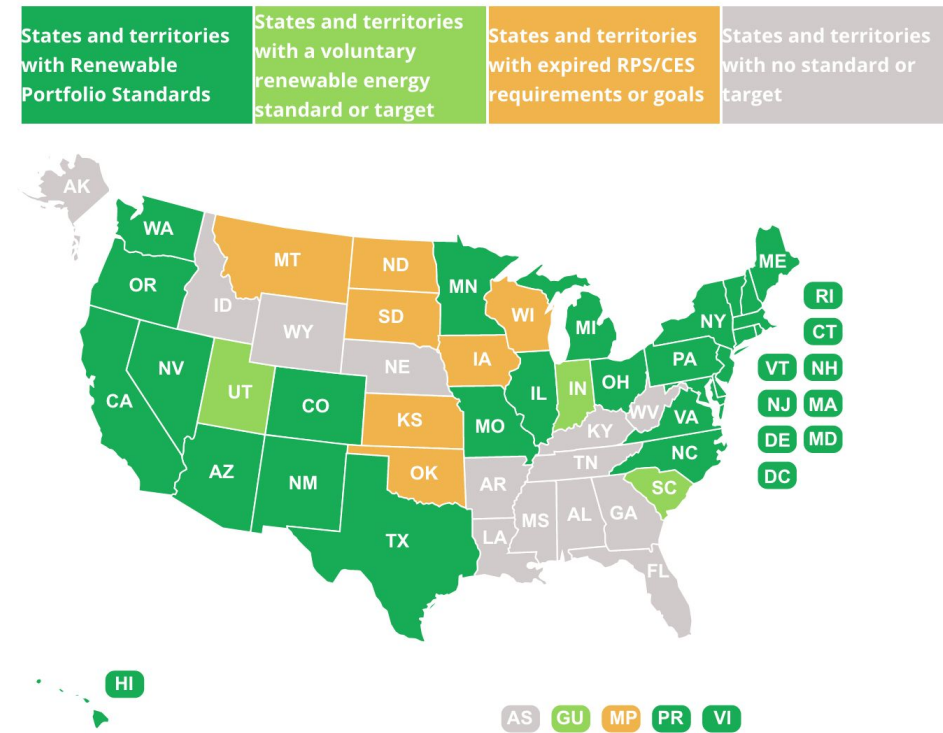 States and territories
with Renewable
Portfolio Standards
States and territories
with a voluntary
renewable energy
standard or target
States and territories
with expired RPS/CES
requirements or goals
States and territories
with no standard or
target
AK
WA
MT
ND
MN
ME
OR
ID
SD
WI
MI
NY
RI
WY
CT
NV
NE
IA
PA
VT
NH
UT
CO
IL
IN
OH
CA
KS
MO
WV
VA
NJ
MA
KY
DE
MD
AZ
NM
OK
TN
NC
DC
AR
SC
TX
LA
MS
AL
GA
FL
HI
AS
GU
MP
PR
VI